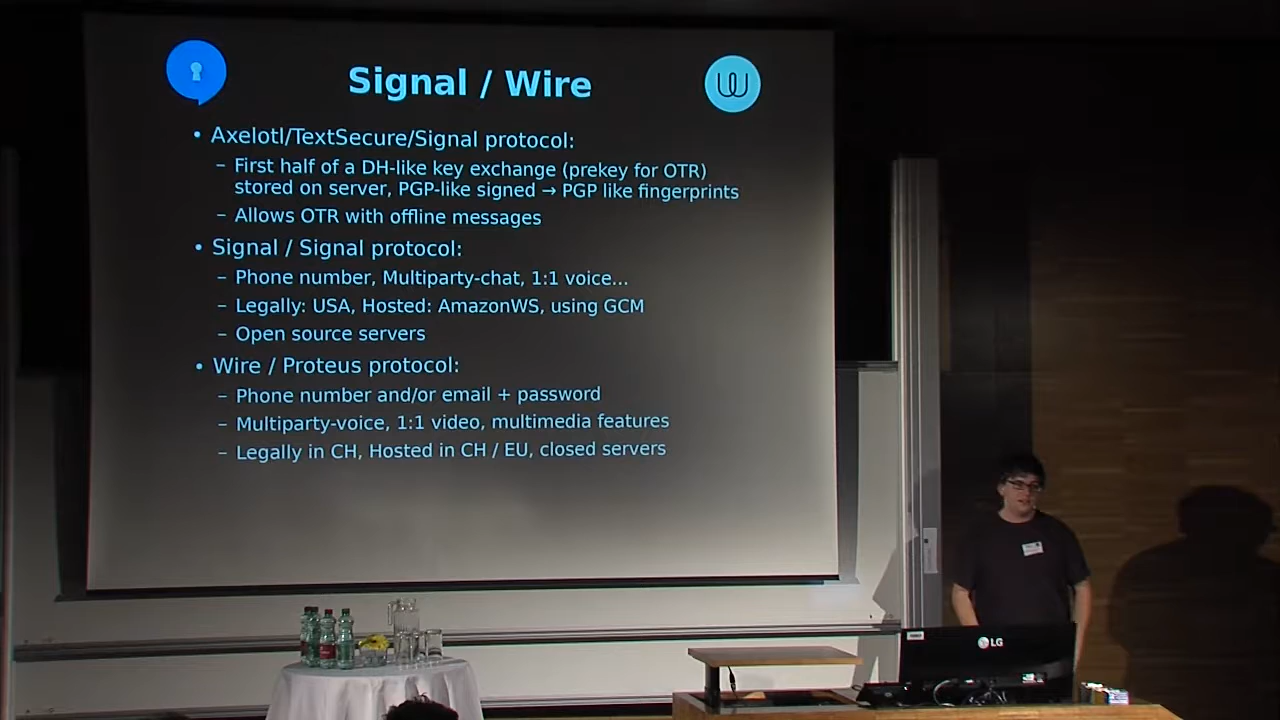 Signal / Wire
• Axelotl/TextSecure/Signal protocol:
– First half of a DH-like key exchange (prekey for OTR)
stored on server, PGP-like signed → PGP like fingerprints
– Allows OTR with offline messages
• Signal / Signal protocol:
– Phone number, Multiparty-chat, 1:1 voice...
– Legally: USA, Hosted: AmazonWS, using GCM
– Open source servers
• Wire / Proteus protocol:
– Phone number and/or email + password
– Multiparty-voice, 1:1 video, multimedia features
– Legally in CH, Hosted in CH / EU, closed servers
LG